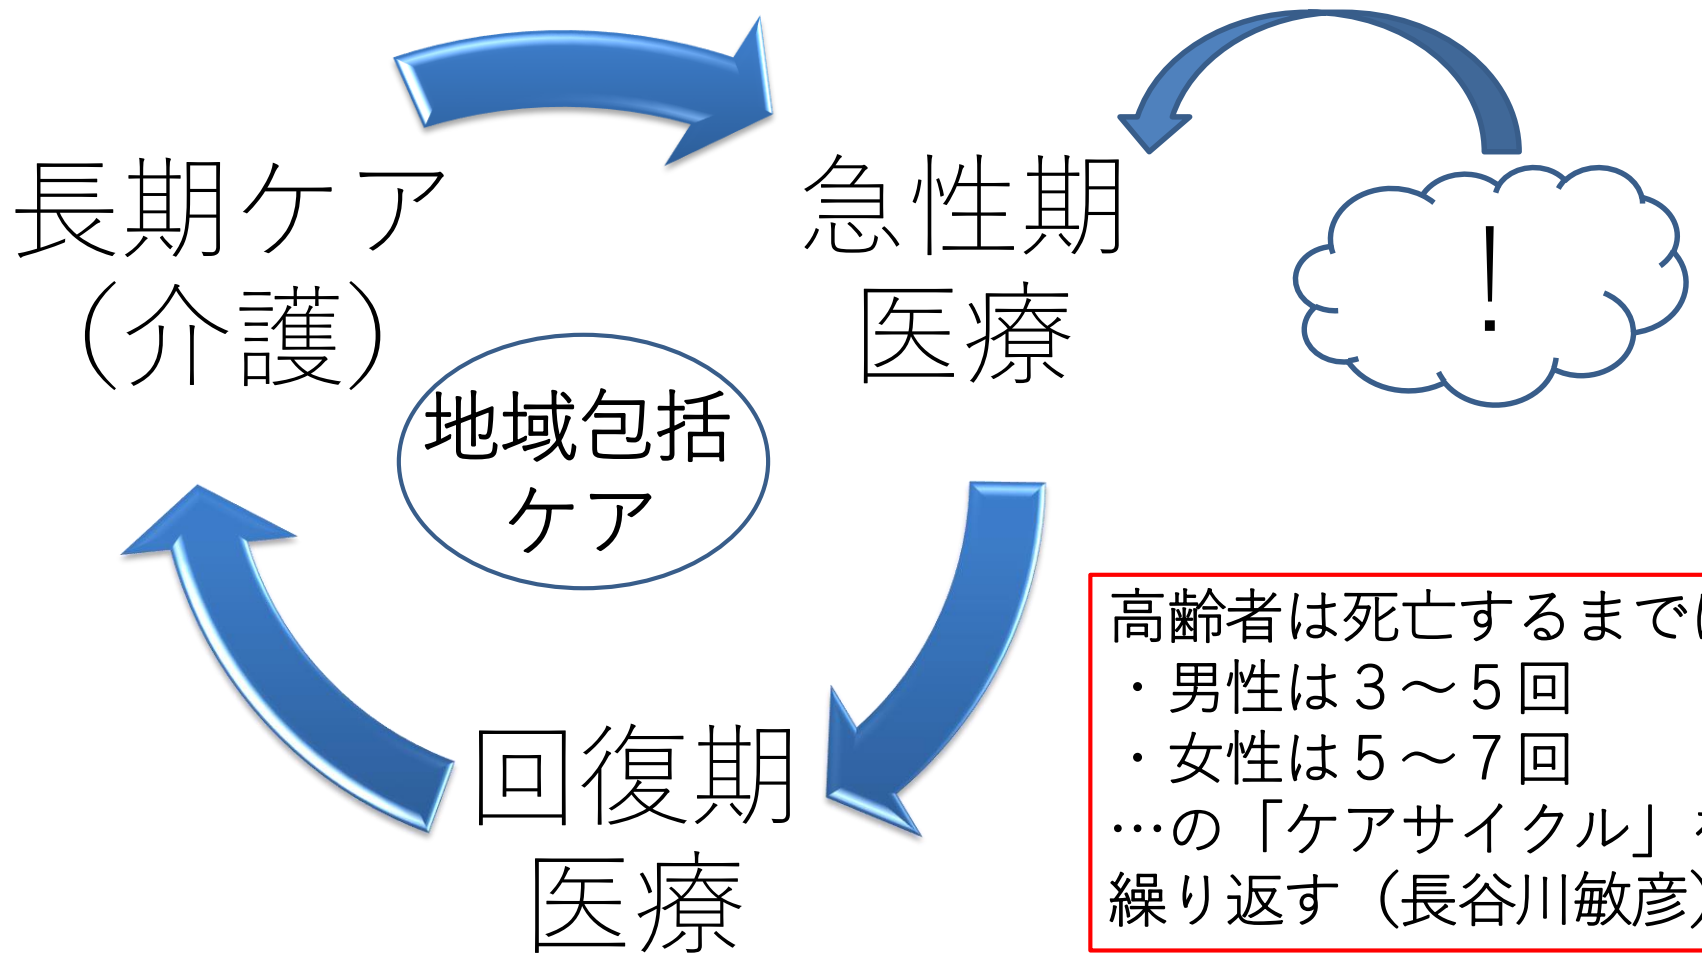 長期ケア
（介護）
急性期
医療
！
地域包括
ケア
回復期
医療
高齢者は死亡するまで
・男性は３～５回
・女性は５～７回
…の「ケアサイクル」
繰り返す（長谷川敏彦）